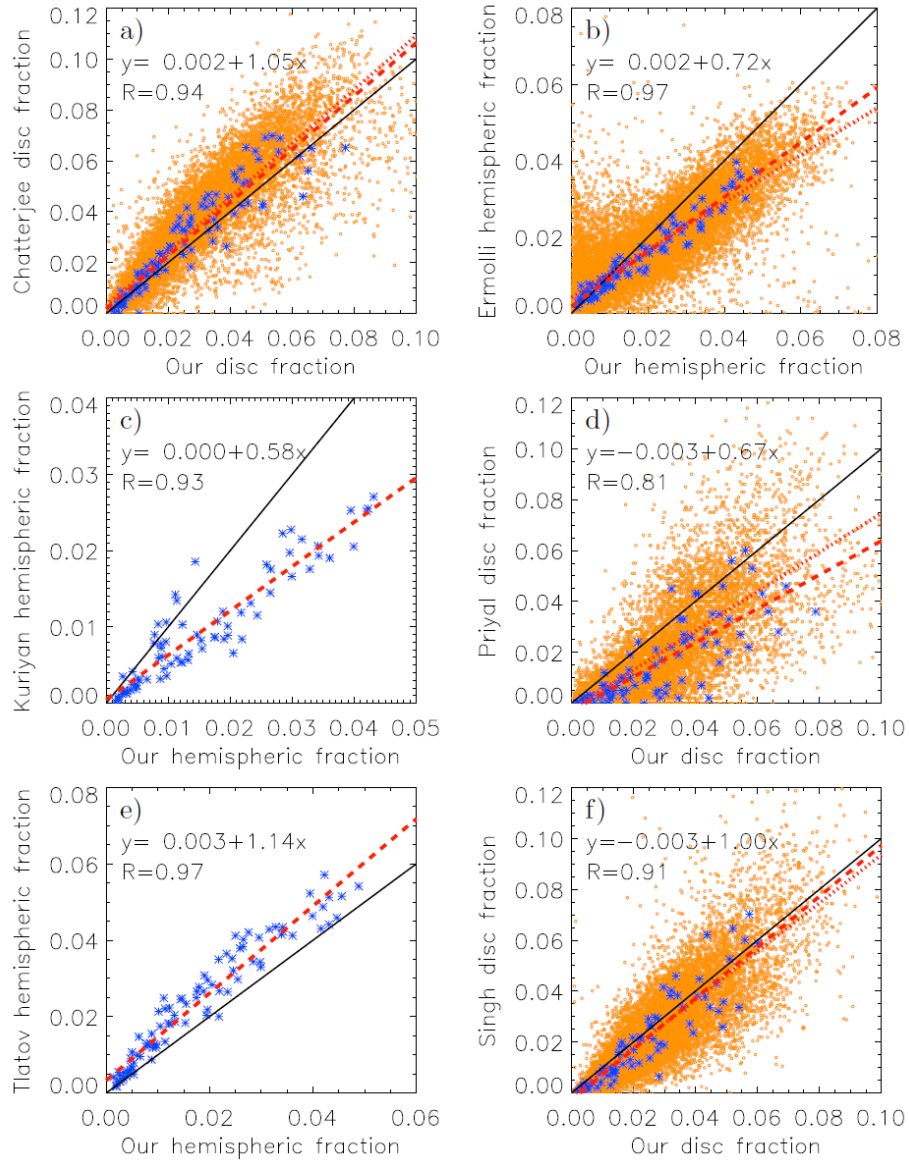 a)
y= 0.002+1.05x
R=0.94
Chatterjee disc fraction
0.12
0.10
0.08
0.06
0.04
0.02
0.00
0.00 0.02 0.04 0.06 0.08 0.10
Our disc fraction
b)
y= 0.002+0.72x
R=0.97
Ermolli hemispheric fraction
0.08
0.06
0.04
0.02
0.00
0.00 0.02 0.04 0.06 0.08
Our hemispheric fraction
c)
y= 0.000+0.58x
R=0.93
Kuriyan hemispheric fraction
0.04
0.03
0.02
0.01
0.00
0.00 0.01 0.02 0.03 0.04 0.05
Our hemispheric fraction
d)
y=−0.003+0.67x
R=0.81
Priyal disc fraction
0.12
0.10
0.08
0.06
0.04
0.02
0.00
0.00 0.02 0.04 0.06 0.08 0.10
Our disc fraction
e)
y= 0.003+1.14x
R=0.97
Tlatov hemispheric fraction
0.08
0.06
0.04
0.02
0.00
0.00 0.02 0.04 0.06
Our hemispheric fraction
f)
y=−0.003+1.00x
R=0.91
Singh disc fraction
0.12
0.10
0.08
0.06
0.04
0.02
0.00
0.00 0.02 0.04 0.06 0.08 0.10
Our disc fraction